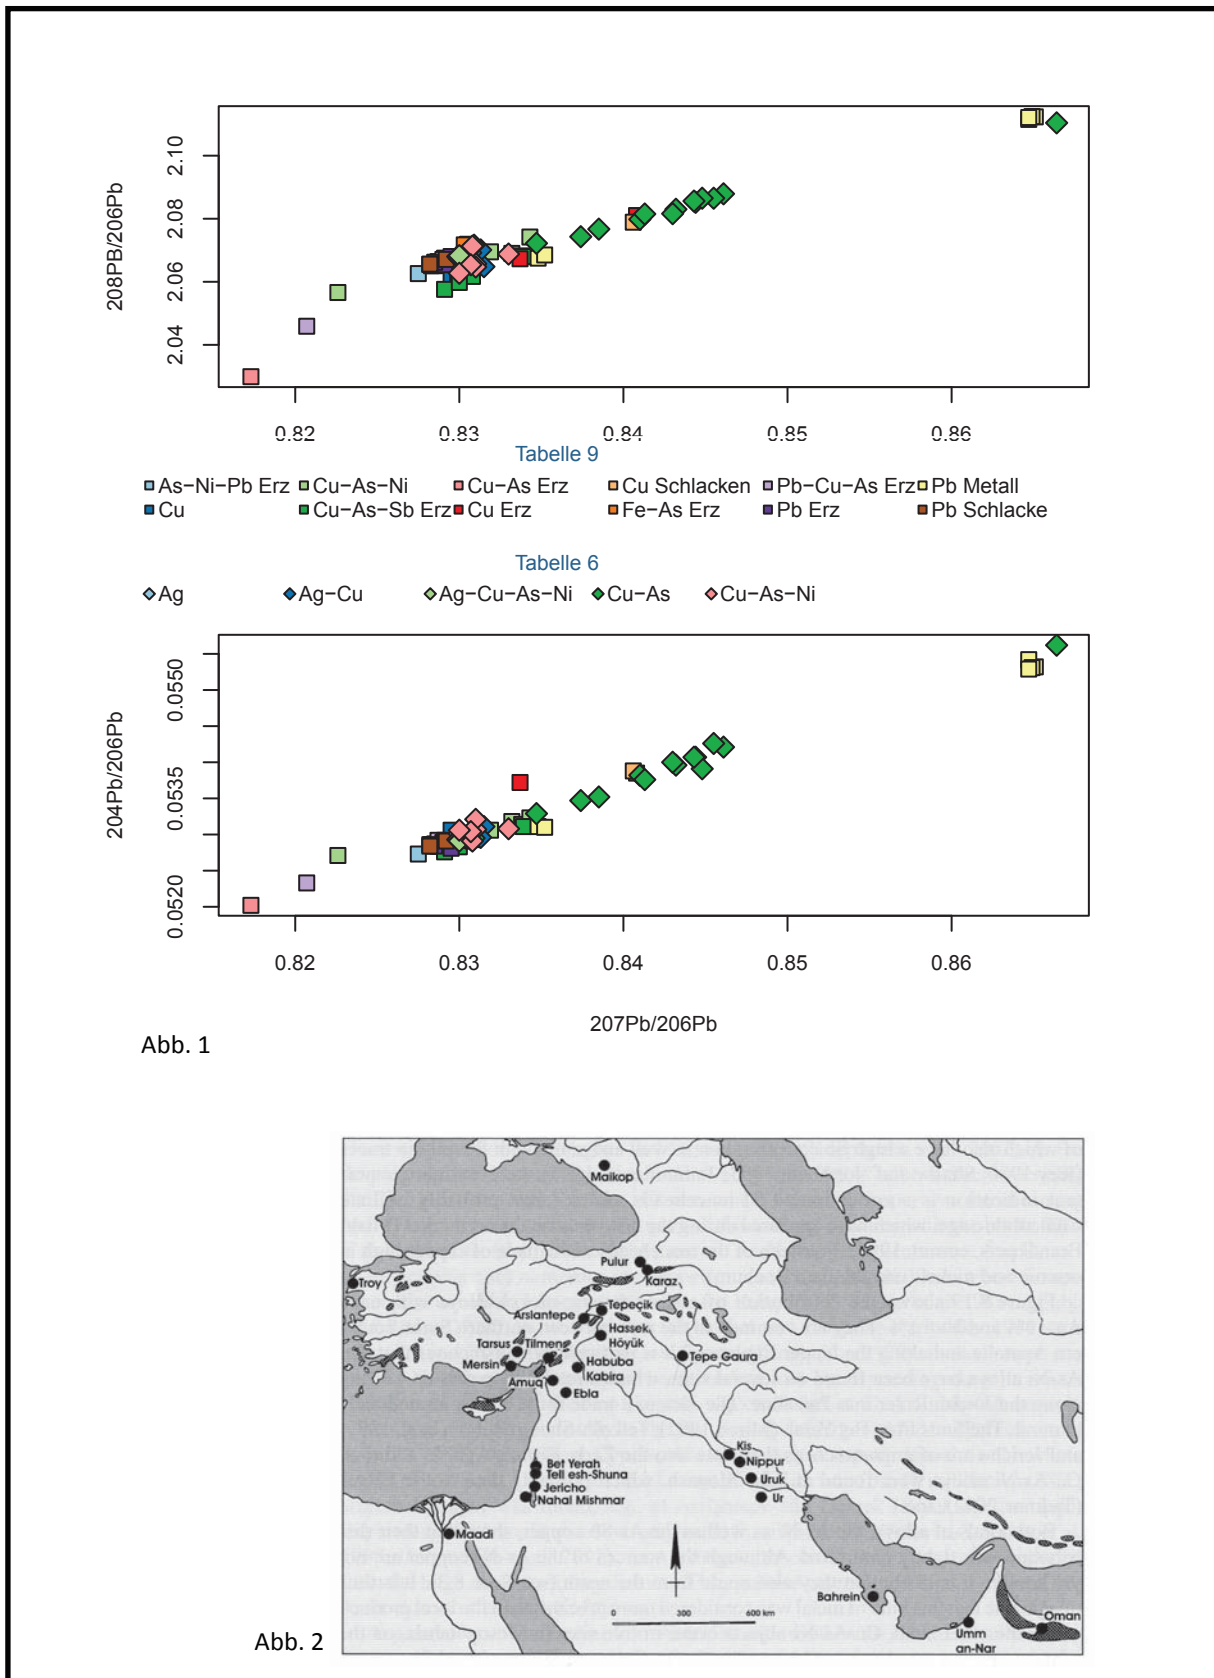 208PB/206Pb
2.10
2.08
2.06
2.04
0.82 0.83 0.84 0.85 0.86
Tabelle 9
As−Ni−Pb Erz Cu−As−Ni Cu−As Erz Cu Schlacken Pb−Cu−As Erz Pb Metall
Cu Cu−As−Sb Erz Cu Erz Fe−As Erz Pb Erz Pb Schlacke
Tabelle 6
Ag Ag−Cu Ag−Cu−As−Ni Cu−As Cu−As−Ni
204Pb/206Pb
0.0550
0.0535
0.0520
0.82 0.83 0.84 0.85 0.86
207Pb/206Pb
Abb. 1
Maikop
Pulur
Karaz
Troy
Tepeçik
Arslantepe
Hassek
Höyük
Tarsus Tilmen
Mersin
Tepe Gaura
Habuba
Kabira
Amuq
Ebla
Kis
Nippur
Bet Yerah
Tell esh-Shuna
Uruk
Jericho
Nahal Mishmar
Ur
Maadi
Bahrein
0 300 600 km
Oman
Umm
an-Nar
Abb. 2